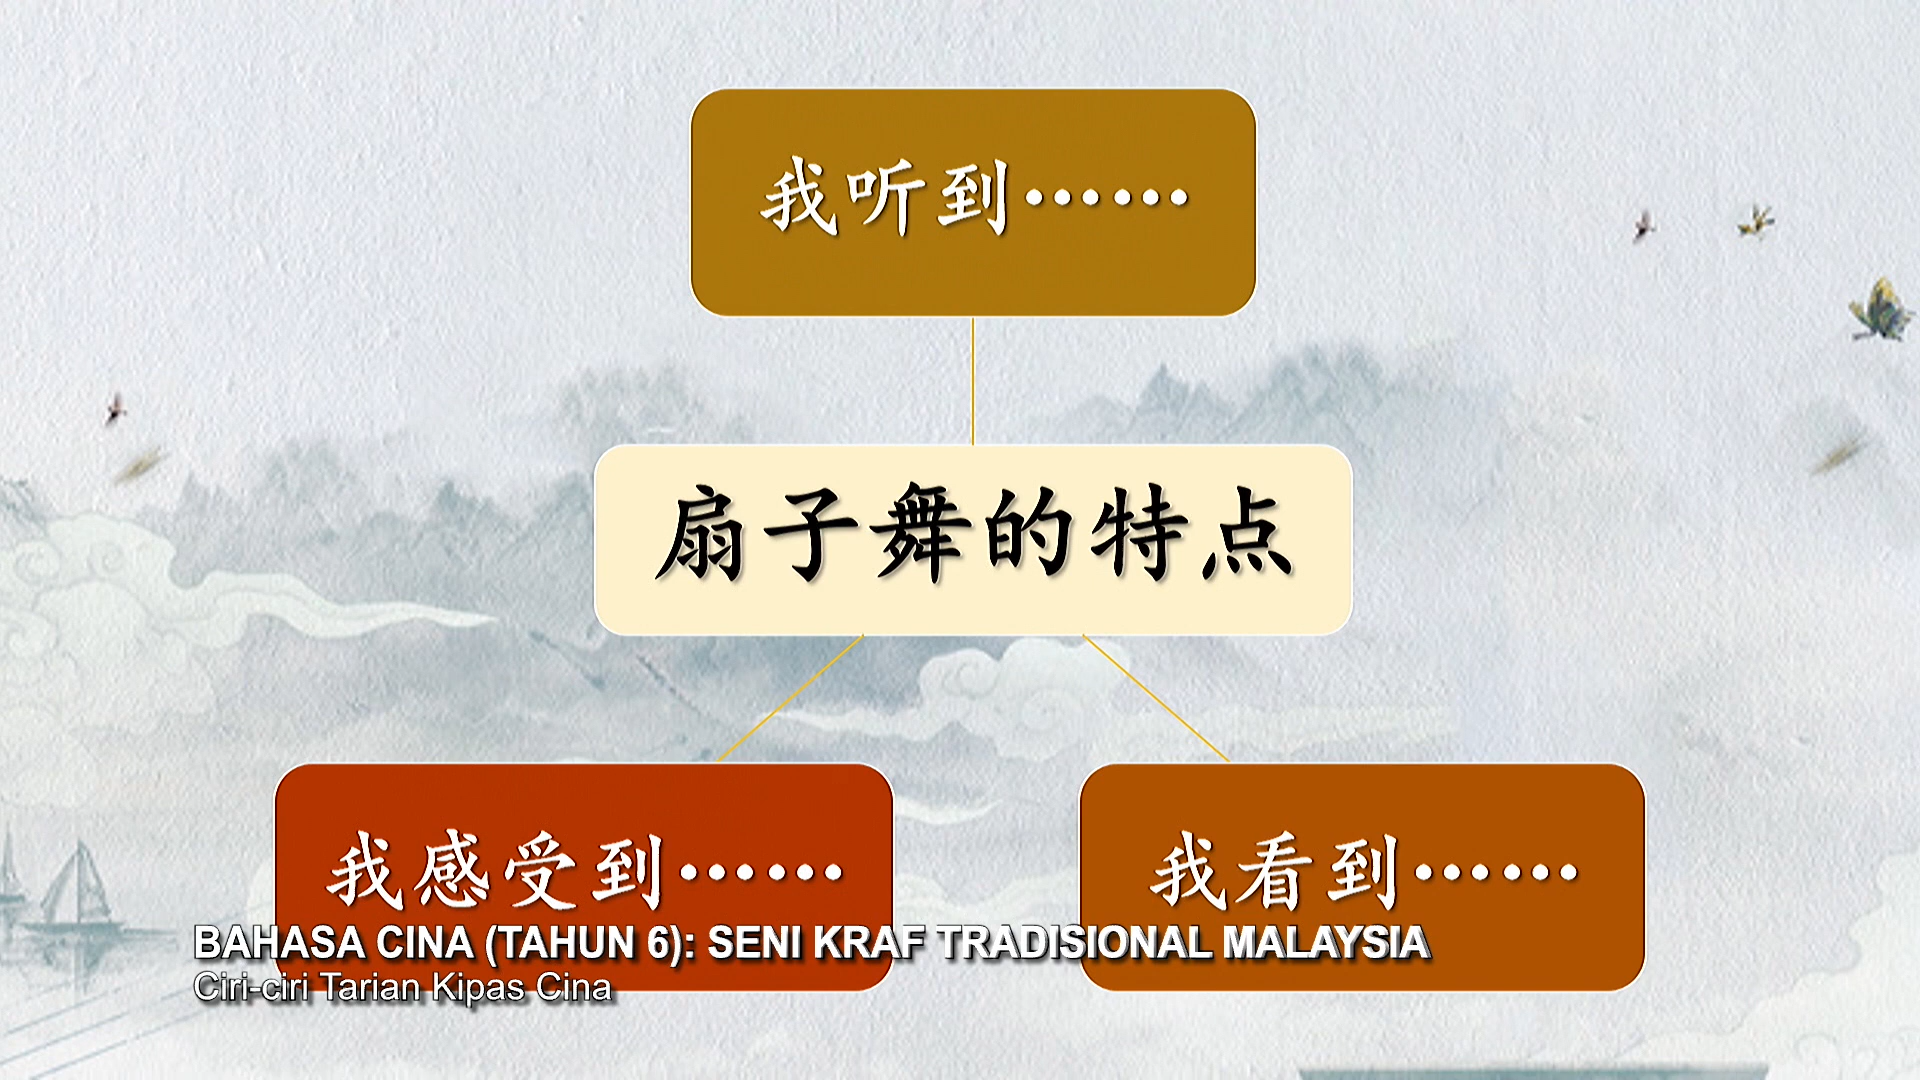 我听到……
扇子舞的特点
我感受到……
我看到……
BAHASA CINA (TAHUN 6): SENI KRAF TRADISIONAL MALAYSIA
Ciri-ciri Tarian Kipas Cina